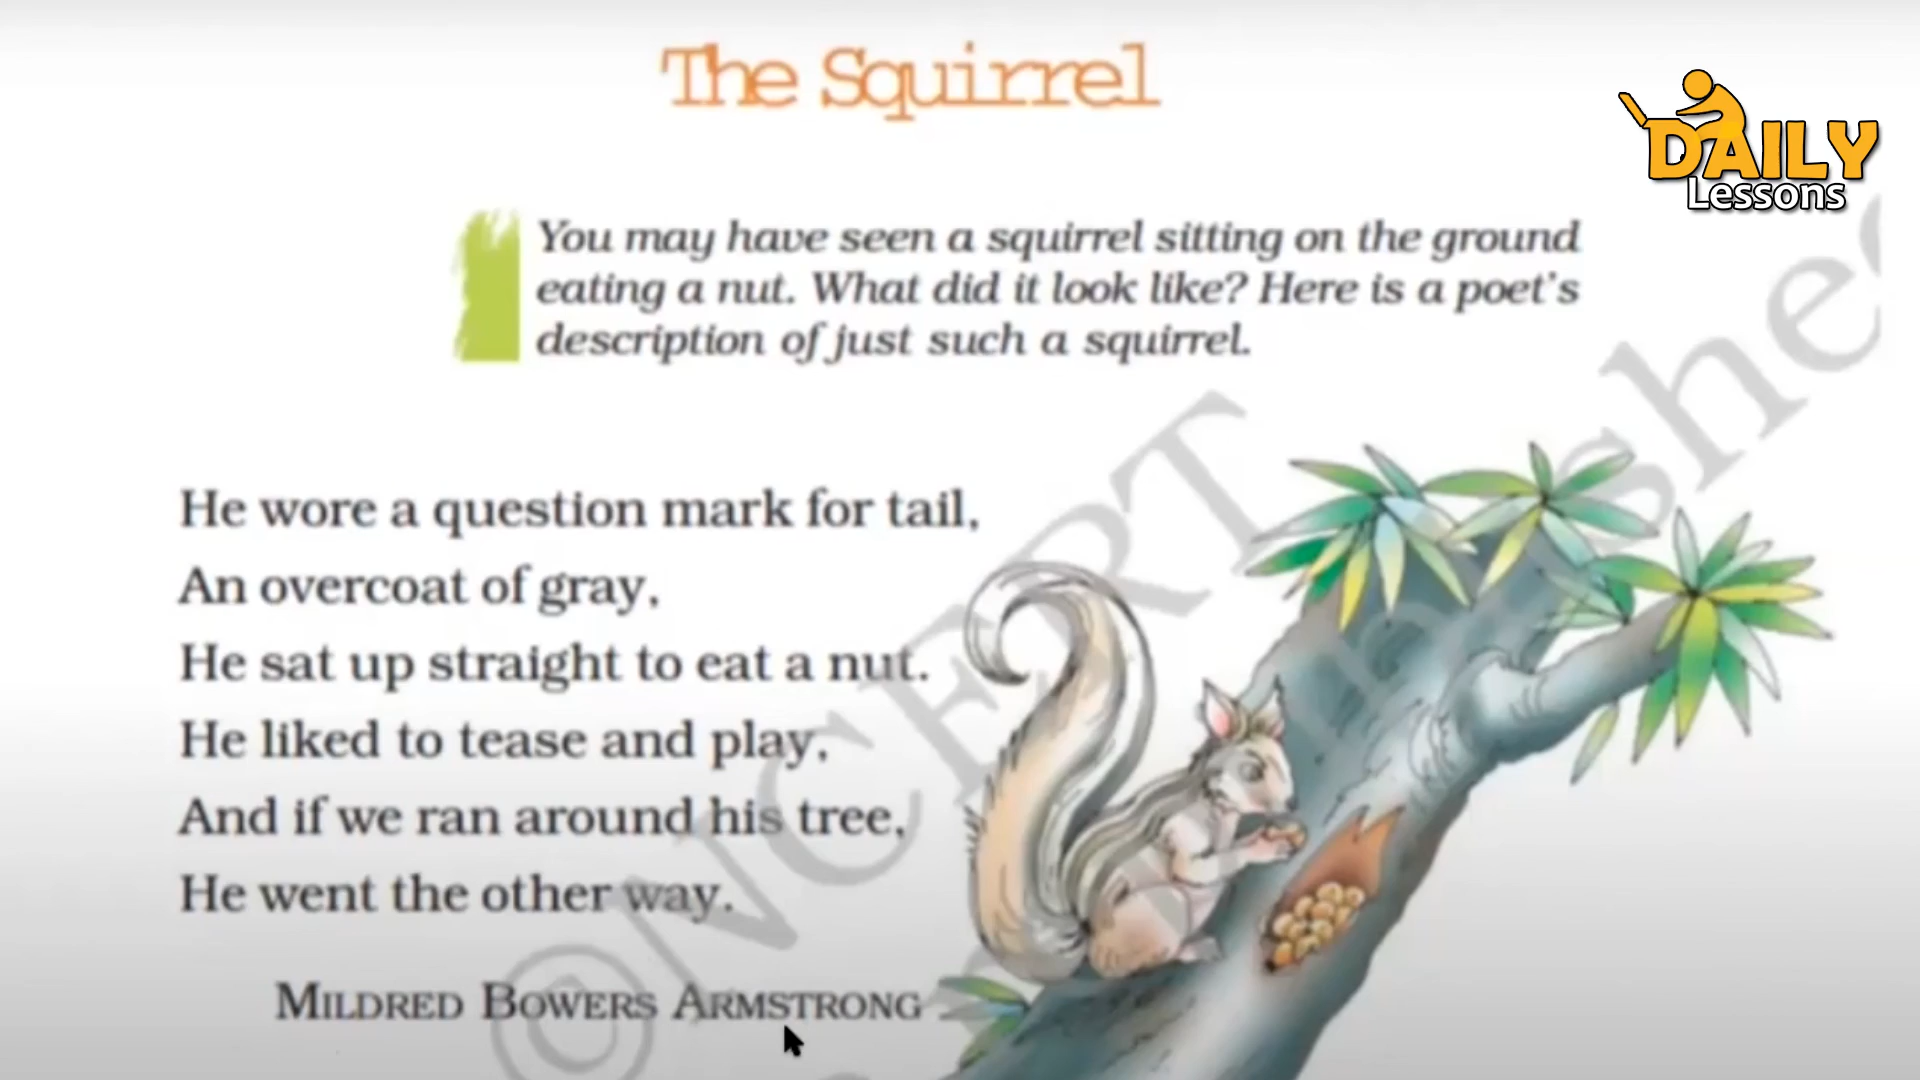 The Squirrel
DAILY
Lessons
You may have seen a squirrel sitting on the ground
eating a nut. What did it look like? Here is a poet's
description of just such a squirrel.
He wore a question mark for tail,
An overcoat of gray,
He sat up straight to eat a nut.
He liked to tease and play,
And if we ran around his tree,
He went the other way.
MILDRED BOWERS ARMSTRONG
©NCERT